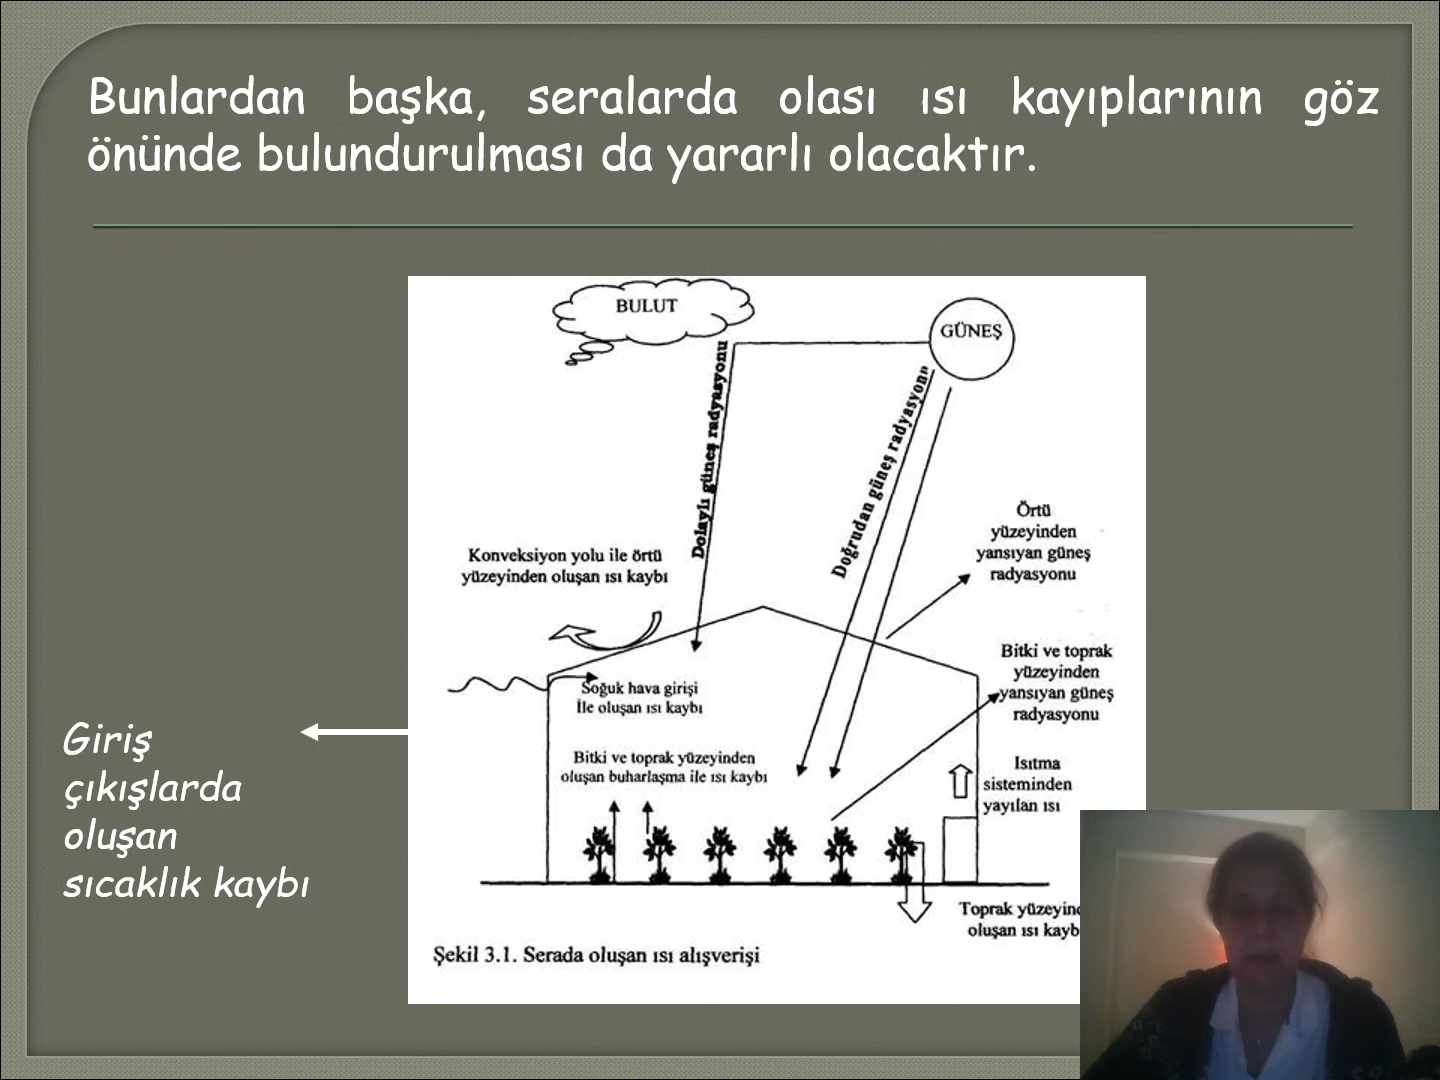 Bunlardan başka, seralarda olası ısı kayıplarının göz
önünde bulundurulması da yararlı olacaktır.
BULUT
GÜNEŞ
Dolaylı güneş radyasyonu
Doğrudan güneş radyasyonu
Örtü
yüzeyinden
yansıyan güneş
radyasyonu
Konveksiyon yolu ile örtü
yüzeyinden oluşan ısı kaybı
Bitki ve toprak
yüzeyinden
yansıyan güneş
radyasyonu
Soğuk hava girişi
İle oluşan ısı kaybı
Giriş
çıkışlarda
oluşan
sıcaklık kaybı
Bitki ve toprak yüzeyinden
oluşan buharlaşma ile ısı kaybı
Isıtma
sisteminden
yayılan ısı
Toprak
oluşan ısı
Şekil 3.1. Serada oluşan ısı alışverişi